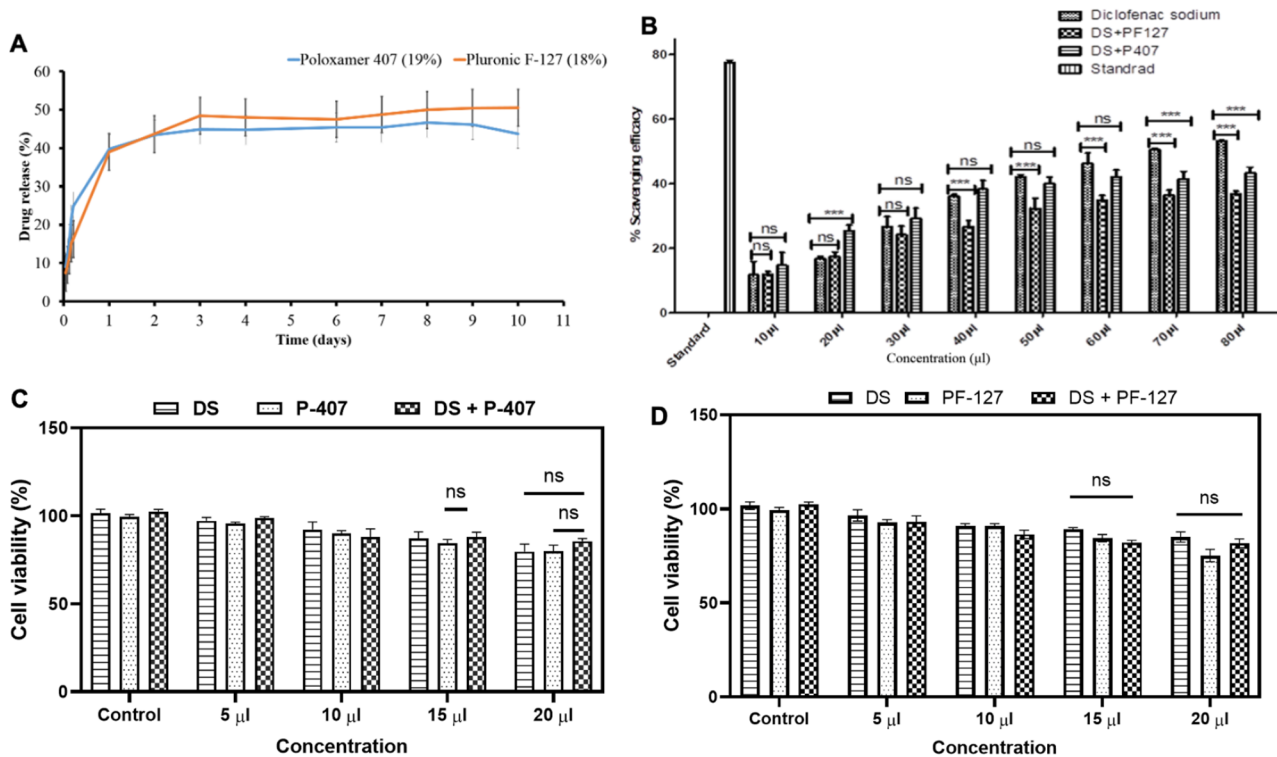 A
Poloxamer 407 (19%) Pluronic F-127 (18%)
Drug release (%)
60
50
40
30
20
10
0
0 1 2 3 4 5 6 7 8 9 10 11
Time (days)
B
Diclofenac sodium
DS+PF127
DS+P407
Standrad
% Scavenging efficacy
80
60
40
20
0
ns
ns
***
ns
ns
ns
ns
***
ns
***
ns
***
***
***
***
***
Standard 10µl 20µl 30µl 40µl 50µl 60µl 70µl 80µl
Concentration (µl)
C
DS P-407 DS + P-407
Cell viability (%)
150
100
50
0
ns
ns
ns
Control 5 µl 10 µl 15 µl 20 µl
Concentration
D
DS PF-127 DS + PF-127
Cell viability (%)
150
100
50
0
ns
ns
Control 5 µl 10 µl 15 µl 20 µl
Concentration